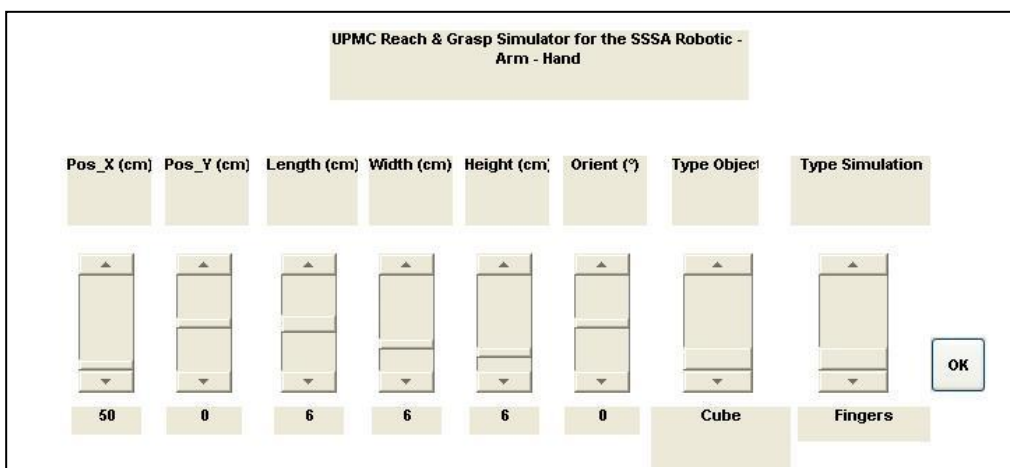 UPMC Reach & Grasp Simulator for the SSSA Robotic -
Arm - Hand
Pos_X (cm) Pos_Y (cm) Length (cm) Width (cm) Height (cm Orient (°) Type Object Type Simulation
OK
50 0 6 6 6 0 Cube Fingers